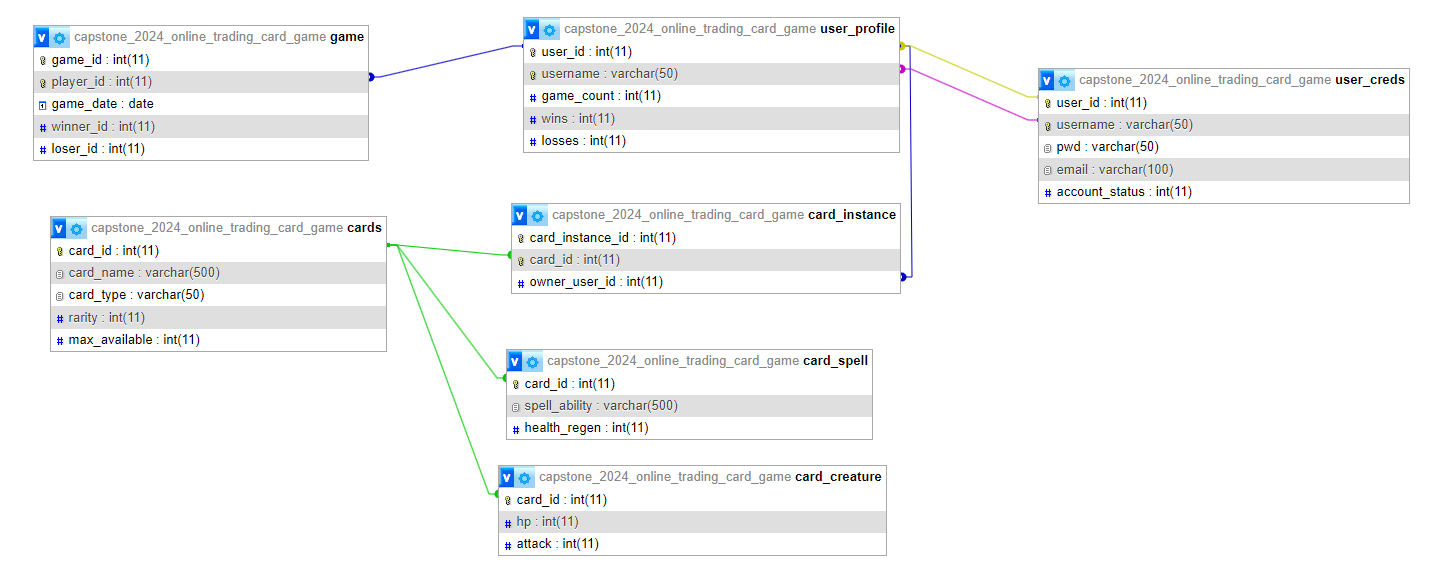 capstone_2024_online_trading_card_game game
game_id : int(11)
player_id : int(11)
game_date : date
# winner_id : int(11)
# loser_id : int(11)
capstone_2024_online_trading_card_game user_profile
user_id : int(11)
username : varchar(50)
# game_count : int(11)
# wins : int(11)
# losses : int(11)
capstone_2024_online_trading_card_game user_creds
user_id : int(11)
username : varchar(50)
pwd : varchar(50)
email : varchar(100)
# account_status : int(11)
capstone_2024_online_trading_card_game cards
card_id : int(11)
card_name : varchar(500)
card_type : varchar(50)
# rarity : int(11)
# max_available : int(11)
capstone_2024_online_trading_card_game card_instance
card_instance_id : int(11)
card_id : int(11)
# owner_user_id : int(11)
capstone_2024_online_trading_card_game card_spell
card_id : int(11)
spell_ability : varchar(500)
# health_regen : int(11)
capstone_2024_online_trading_card_game card_creature
card_id : int(11)
# hp : int(11)
# attack : int(11)